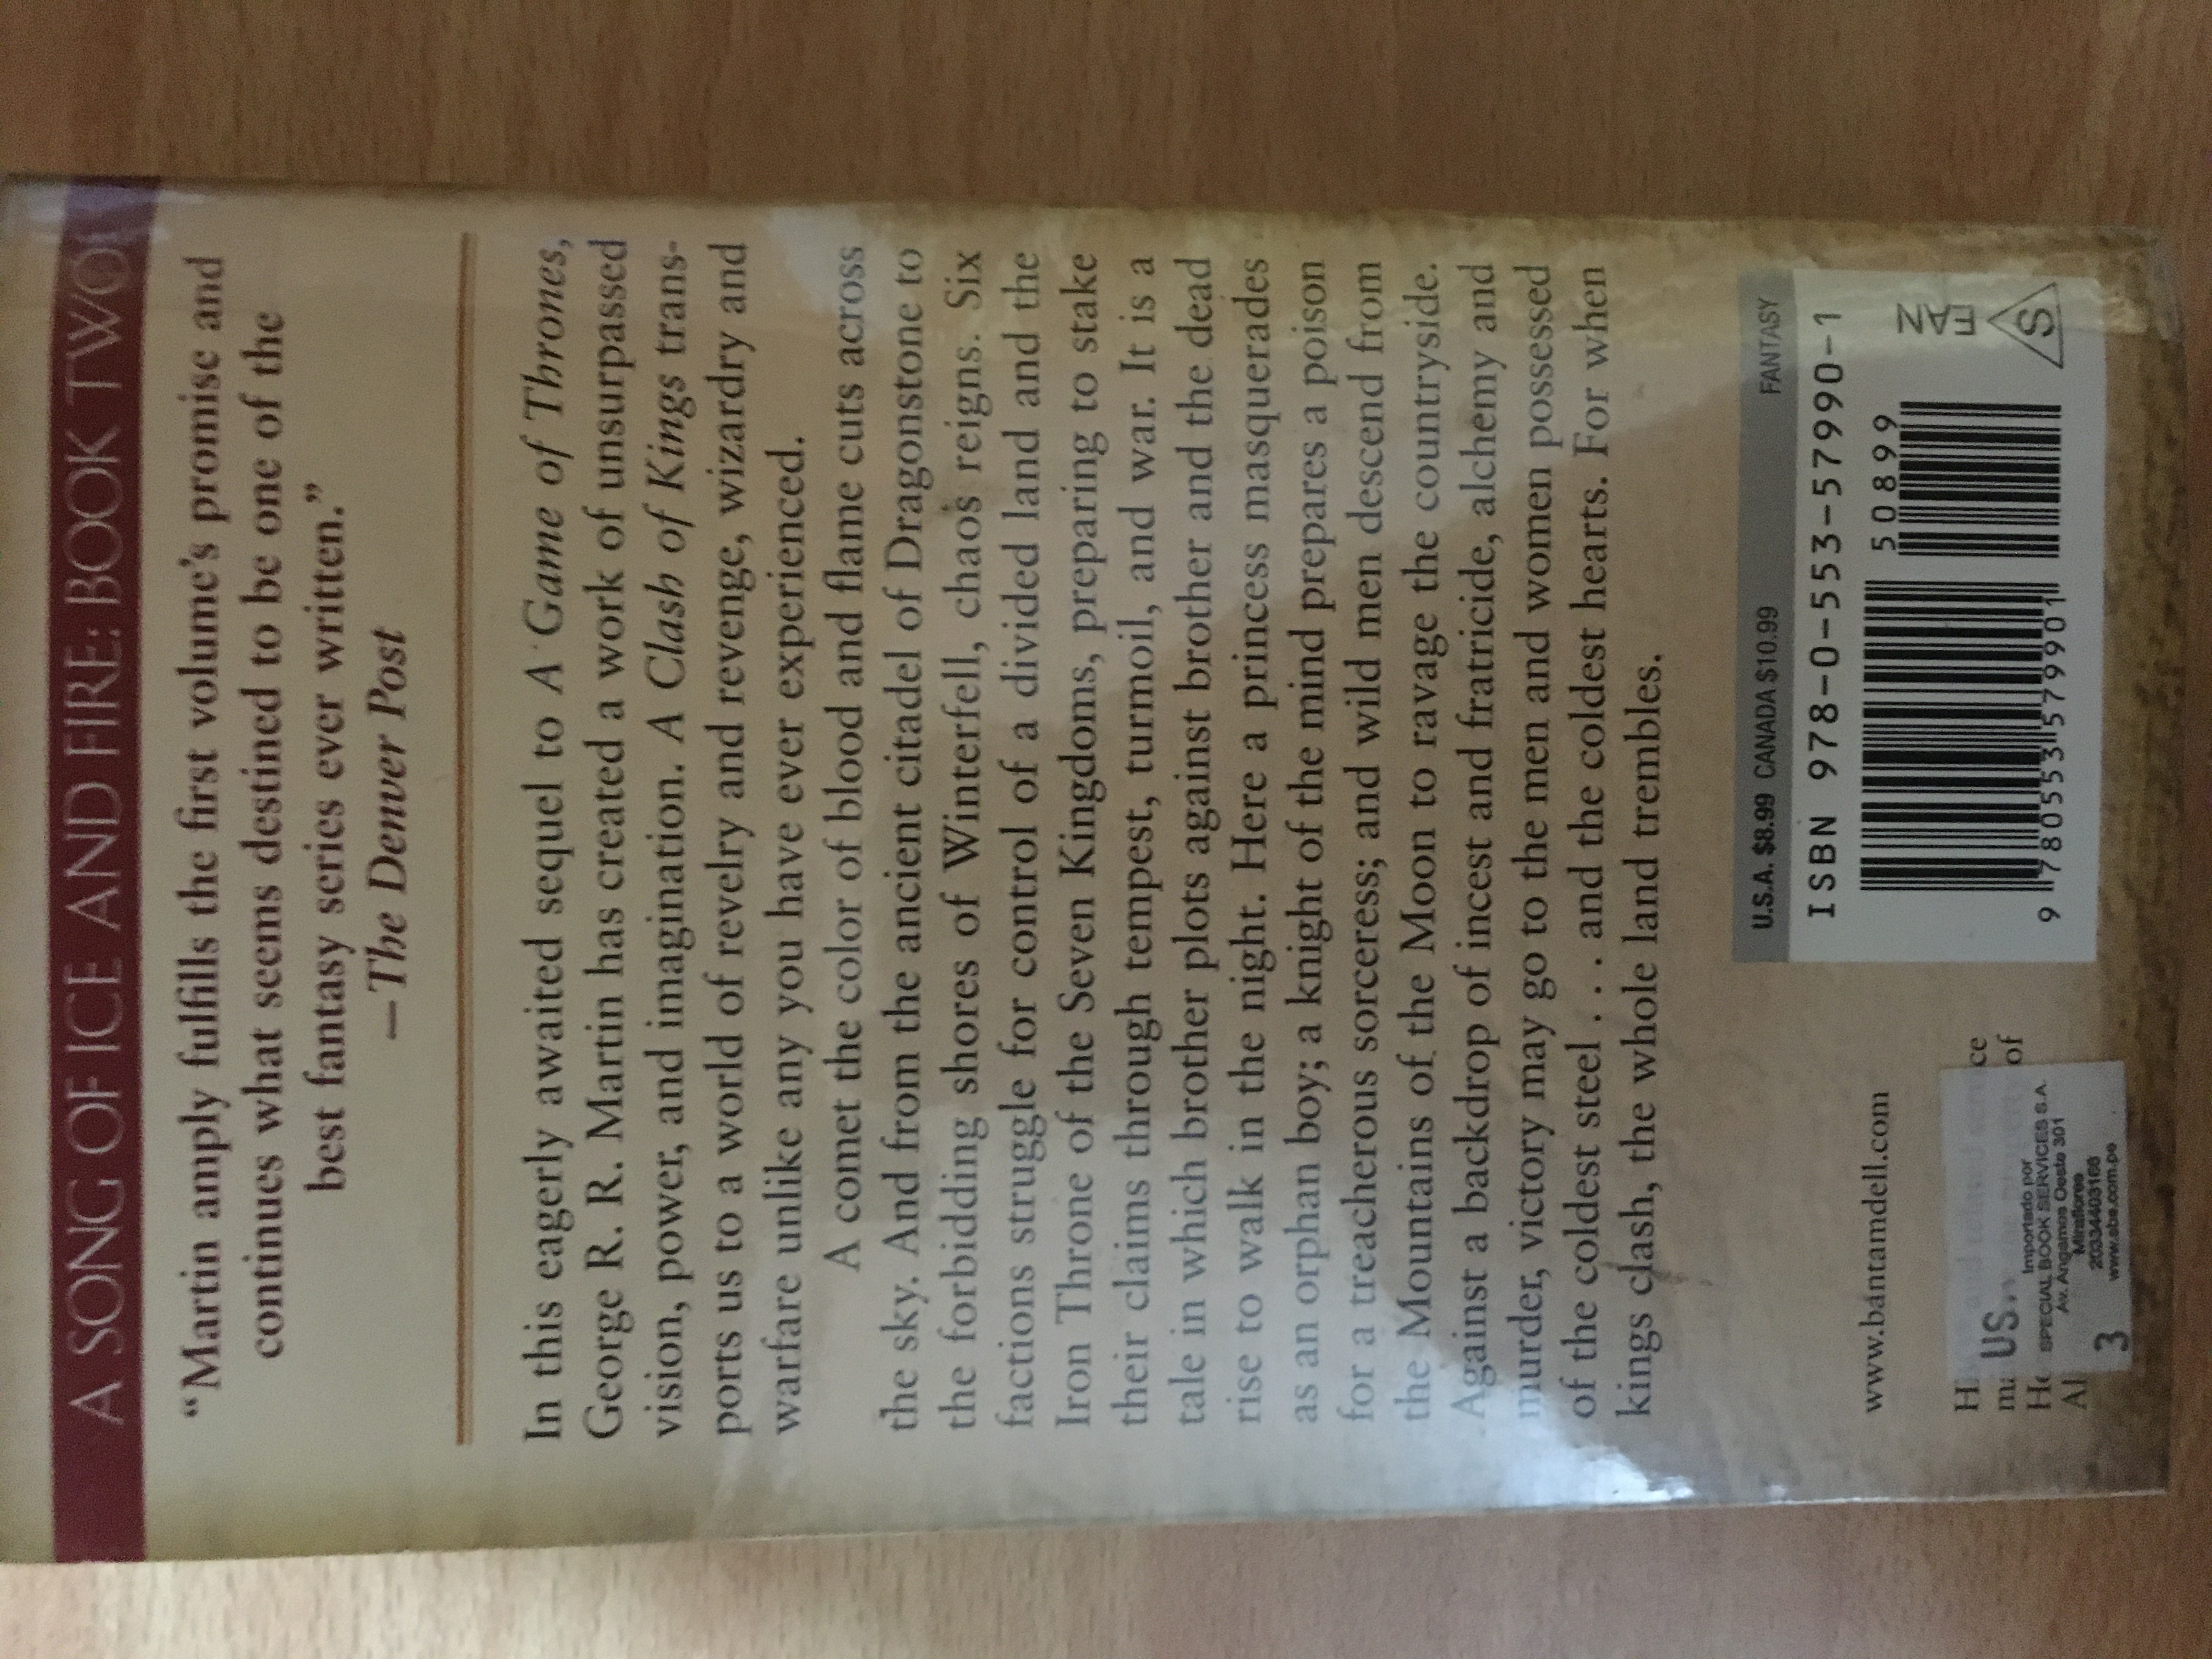 A SONG OF ICE AND FIRE: BOOK TWO
“Martin amply fulfills the first volume’s promise and
continues what seems destined to be one of the
best fantasy series ever written.”
—The Denver Post
In this eagerly awaited sequel to A Game of Thrones,
George R. R. Martin has created a work of unsurpassed
vision, power, and imagination. A Clash of Kings trans-
ports us to a world of revelry and revenge, wizardry and
warfare unlike any you have ever experienced.
A comet the color of blood and flame cuts across
the sky. And from the ancient citadel of Dragonstone to
the forbidding shores of Winterfell, chaos reigns. Six
factions struggle for control of a divided land and the
Iron Throne of the Seven Kingdoms, preparing to stake
their claims through tempest, turmoil, and war. It is a
tale in which brother plots against brother and the dead
rise to walk in the night. Here a princess masquerades
as an orphan boy; a knight of the mind prepares a poison
for a treacherous sorceress; and wild men descend from
the Mountains of the Moon to ravage the countryside.
Against a backdrop of incest and fratricide, alchemy and
murder, victory may go to the men and women possessed
of the coldest steel . . . and the coldest hearts. For when
kings clash, the whole land trembles.
U.S.A. $8.99 CANADA $10.99 FANTASY
ISBN 978-0-553-57990-1
50899
9 780553 579901
EAN
S
www.bantamdell.com
and related
of
US.
Importado por
SPECIAL BOOK SERVICES S.A.
Av. Angamos Oeste 301
Miraflores
20334403166
www.sbs.com.pe
3